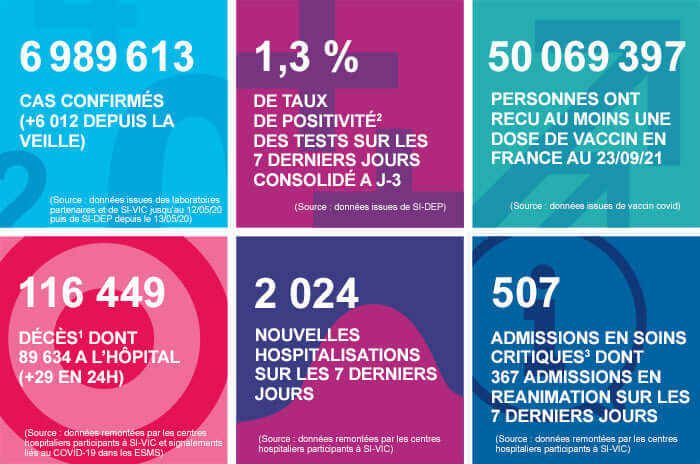 6 989 613
CAS CONFIRMÉS
(+6 012 DEPUIS LA
VEILLE)
(Source : données issues des laboratoires
partenaires et de SI-VIC jusqu'au 12/05/20
puis de SI-DEP depuis le 13/05/20)
1,3 %
DE TAUX
DE POSITIVITÉ²
DES TESTS SUR LES
7 DERNIERS JOURS
CONSOLIDÉ A J-3
(Source : données issues de SI-DEP)
50 069 397
PERSONNES ONT
RECU AU MOINS UNE
DOSE DE VACCIN EN
FRANCE AU 23/09/21
(Source : données issues de vaccin covid)
116 449
DÉCÈS¹ DONT
89 634 A L'HÔPITAL
(+29 EN 24H)
(Source : données remontées par les centres
hospitaliers participants à SI-VIC et signalements
liés au COVID-19 dans les ESMS)
2 024
NOUVELLES
HOSPITALISATIONS
SUR LES 7 DERNIERS
JOURS
(Source : données remontées par les centres
hospitaliers participants à SI-VIC)
507
ADMISSIONS EN SOINS
CRITIQUES³ DONT
367 ADMISSIONS EN
REANIMATION SUR LES
7 DERNIERS JOURS
(Source : données remontées par les centres
hospitaliers participants à SI-VIC)